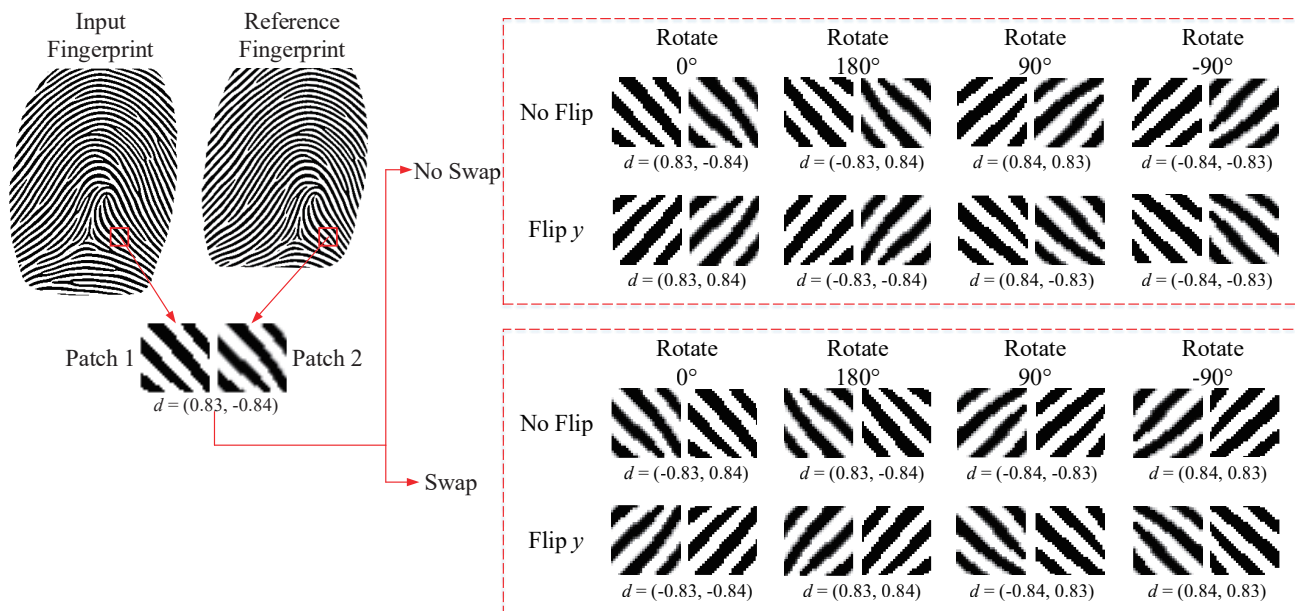 Input
Fingerprint
Reference
Fingerprint
Patch 1
Patch 2
d = (0.83, -0.84)
No Swap
Swap
Rotate
0°
Rotate
180°
Rotate
90°
Rotate
-90°
No Flip
d = (0.83, -0.84)
d = (-0.83, 0.84)
d = (0.84, 0.83)
d = (-0.84, -0.83)
Flip y
d = (0.83, 0.84)
d = (-0.83, -0.84)
d = (0.84, -0.83)
d = (-0.84, -0.83)
Rotate
0°
Rotate
180°
Rotate
90°
Rotate
-90°
No Flip
d = (-0.83, 0.84)
d = (0.83, -0.84)
d = (-0.84, -0.83)
d = (0.84, 0.83)
Flip y
d = (-0.83, -0.84)
d = (0.83, 0.84)
d = (-0.84, 0.83)
d = (0.84, 0.83)